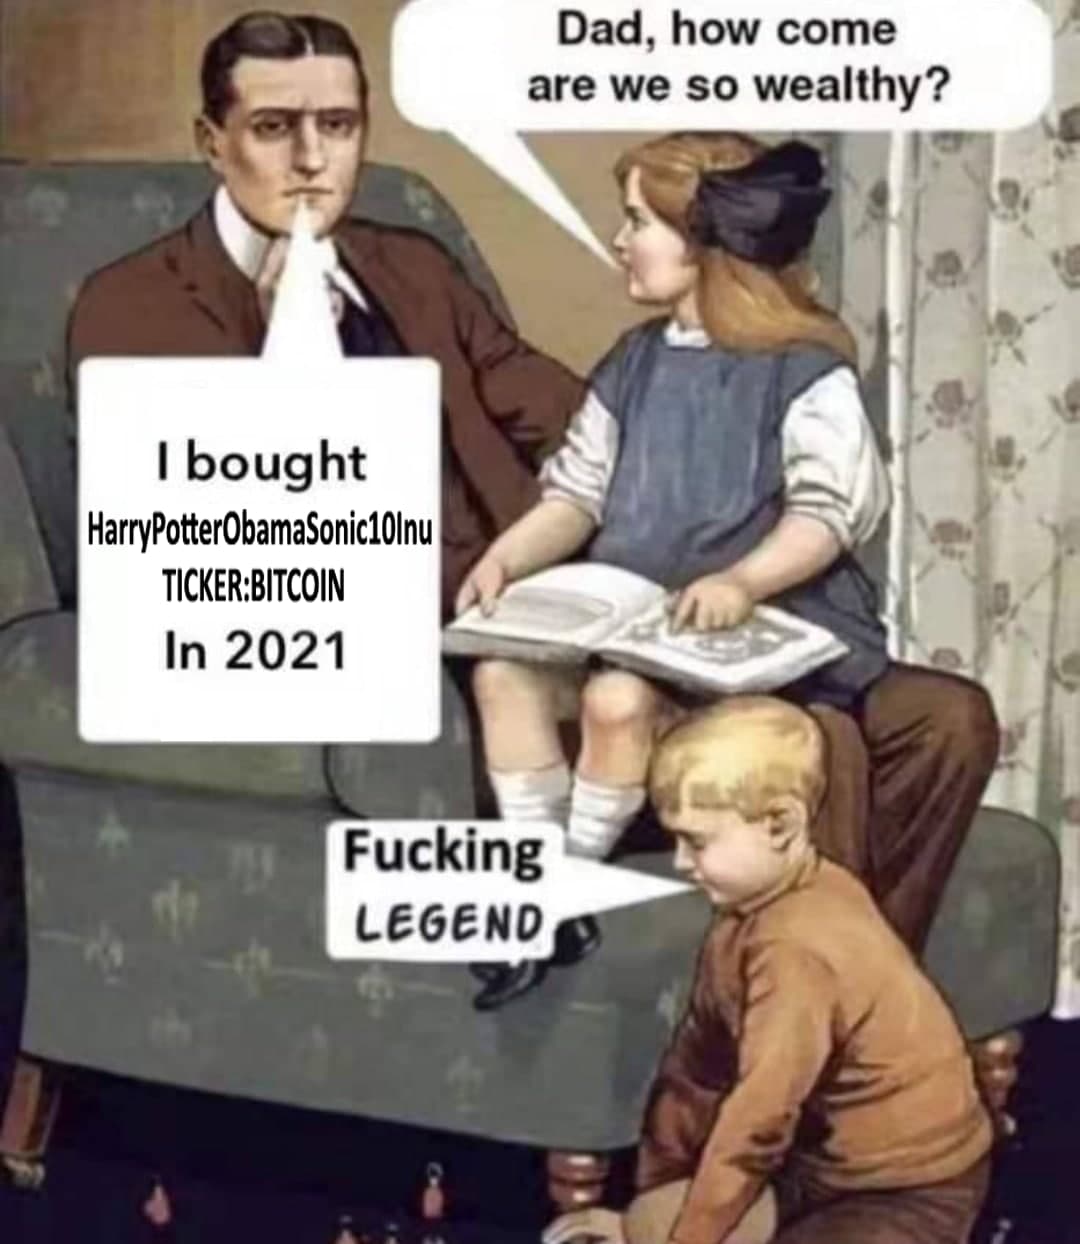 Dad, how come
are we so wealthy?
I bought
HarryPotterObamaSonic10Inu
TICKER:BITCOIN
In 2021
Fucking
LEGEND